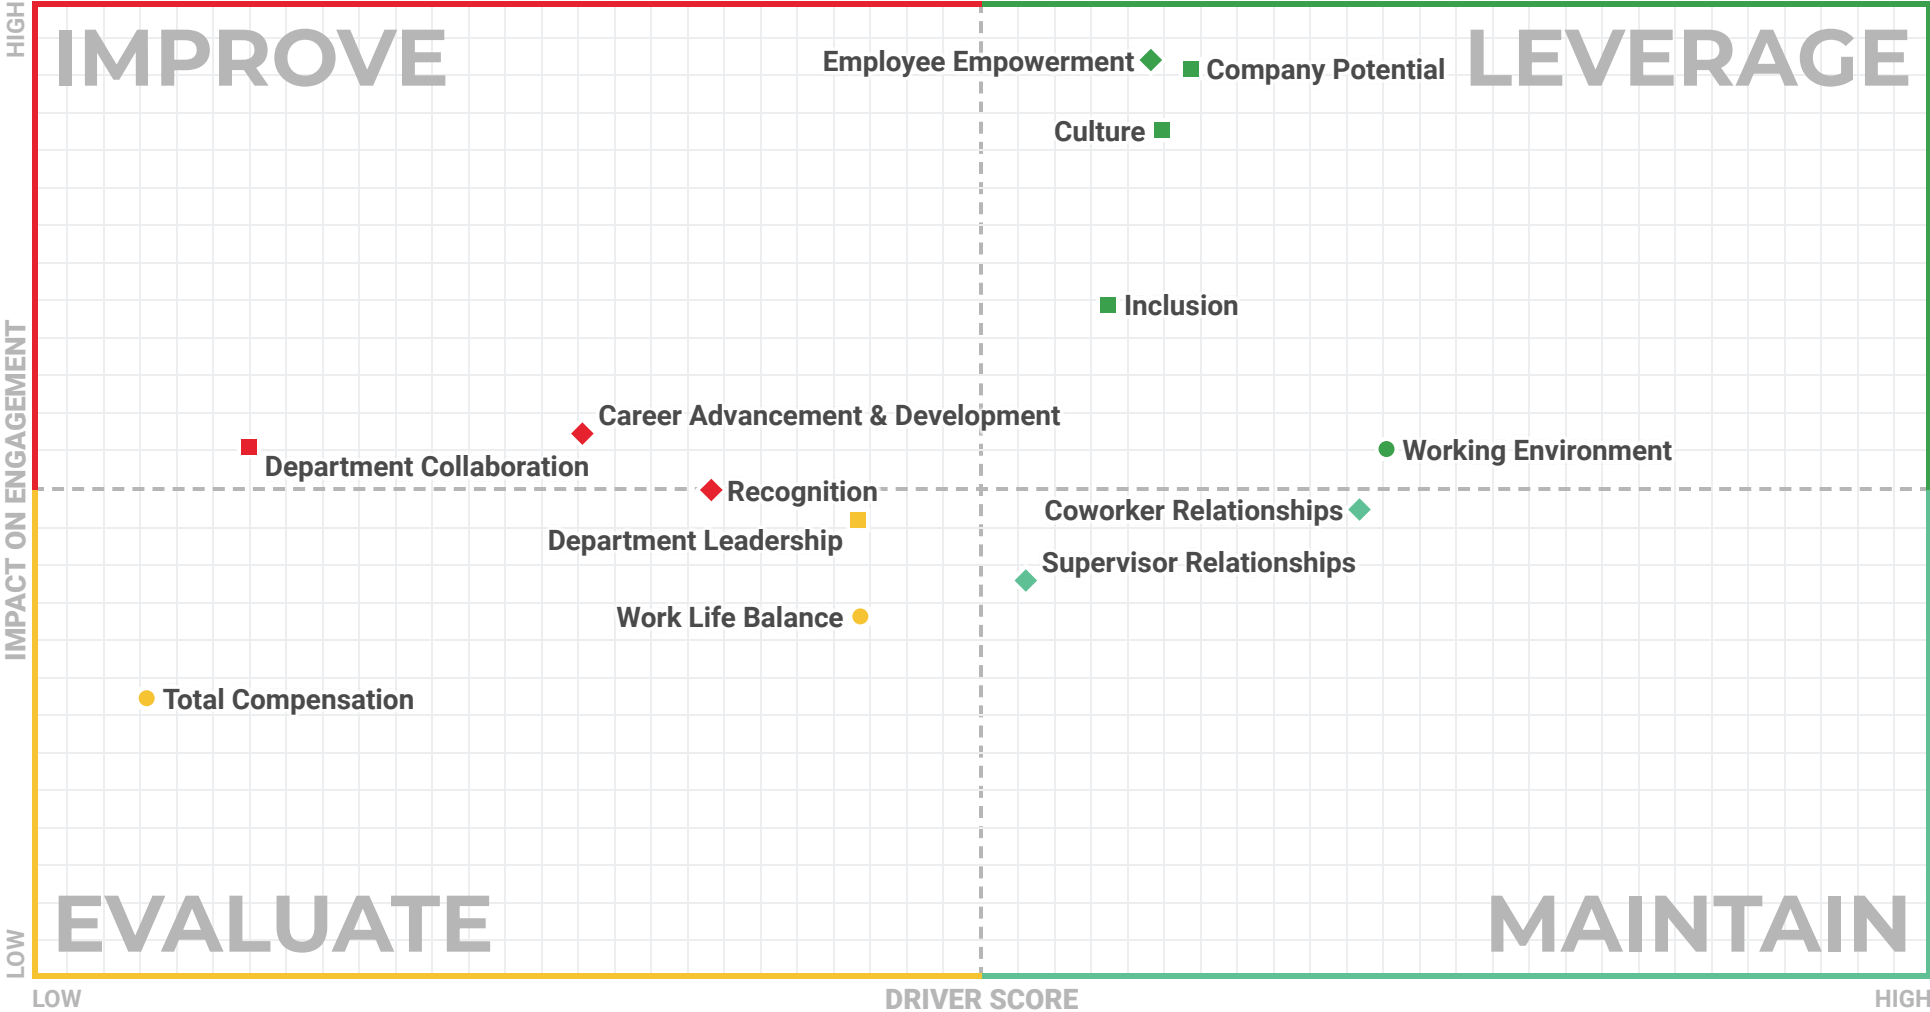 HIGH
IMPROVE
LEVERAGE
Employee Empowerment
Company Potential
Culture
Inclusion
IMPACT ON ENGAGEMENT
Career Advancement & Development
Department Collaboration
Working Environment
Recognition
Coworker Relationships
Department Leadership
Supervisor Relationships
Work Life Balance
Total Compensation
EVALUATE
MAINTAIN
LOW
LOW
DRIVER SCORE
HIGH